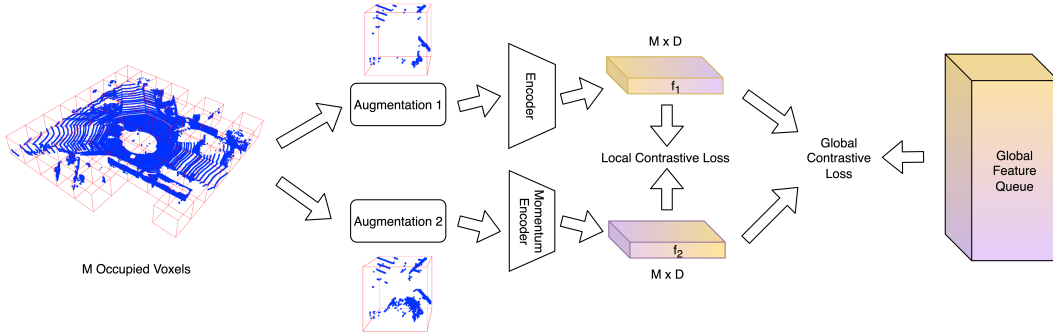 M Occupied Voxels
Augmentation 1
Augmentation 2
Encoder
Momentum
Encoder
M x D
f1
Local Contrastive Loss
f2
M x D
Global
Contrastive
Loss
Global
Feature
Queue